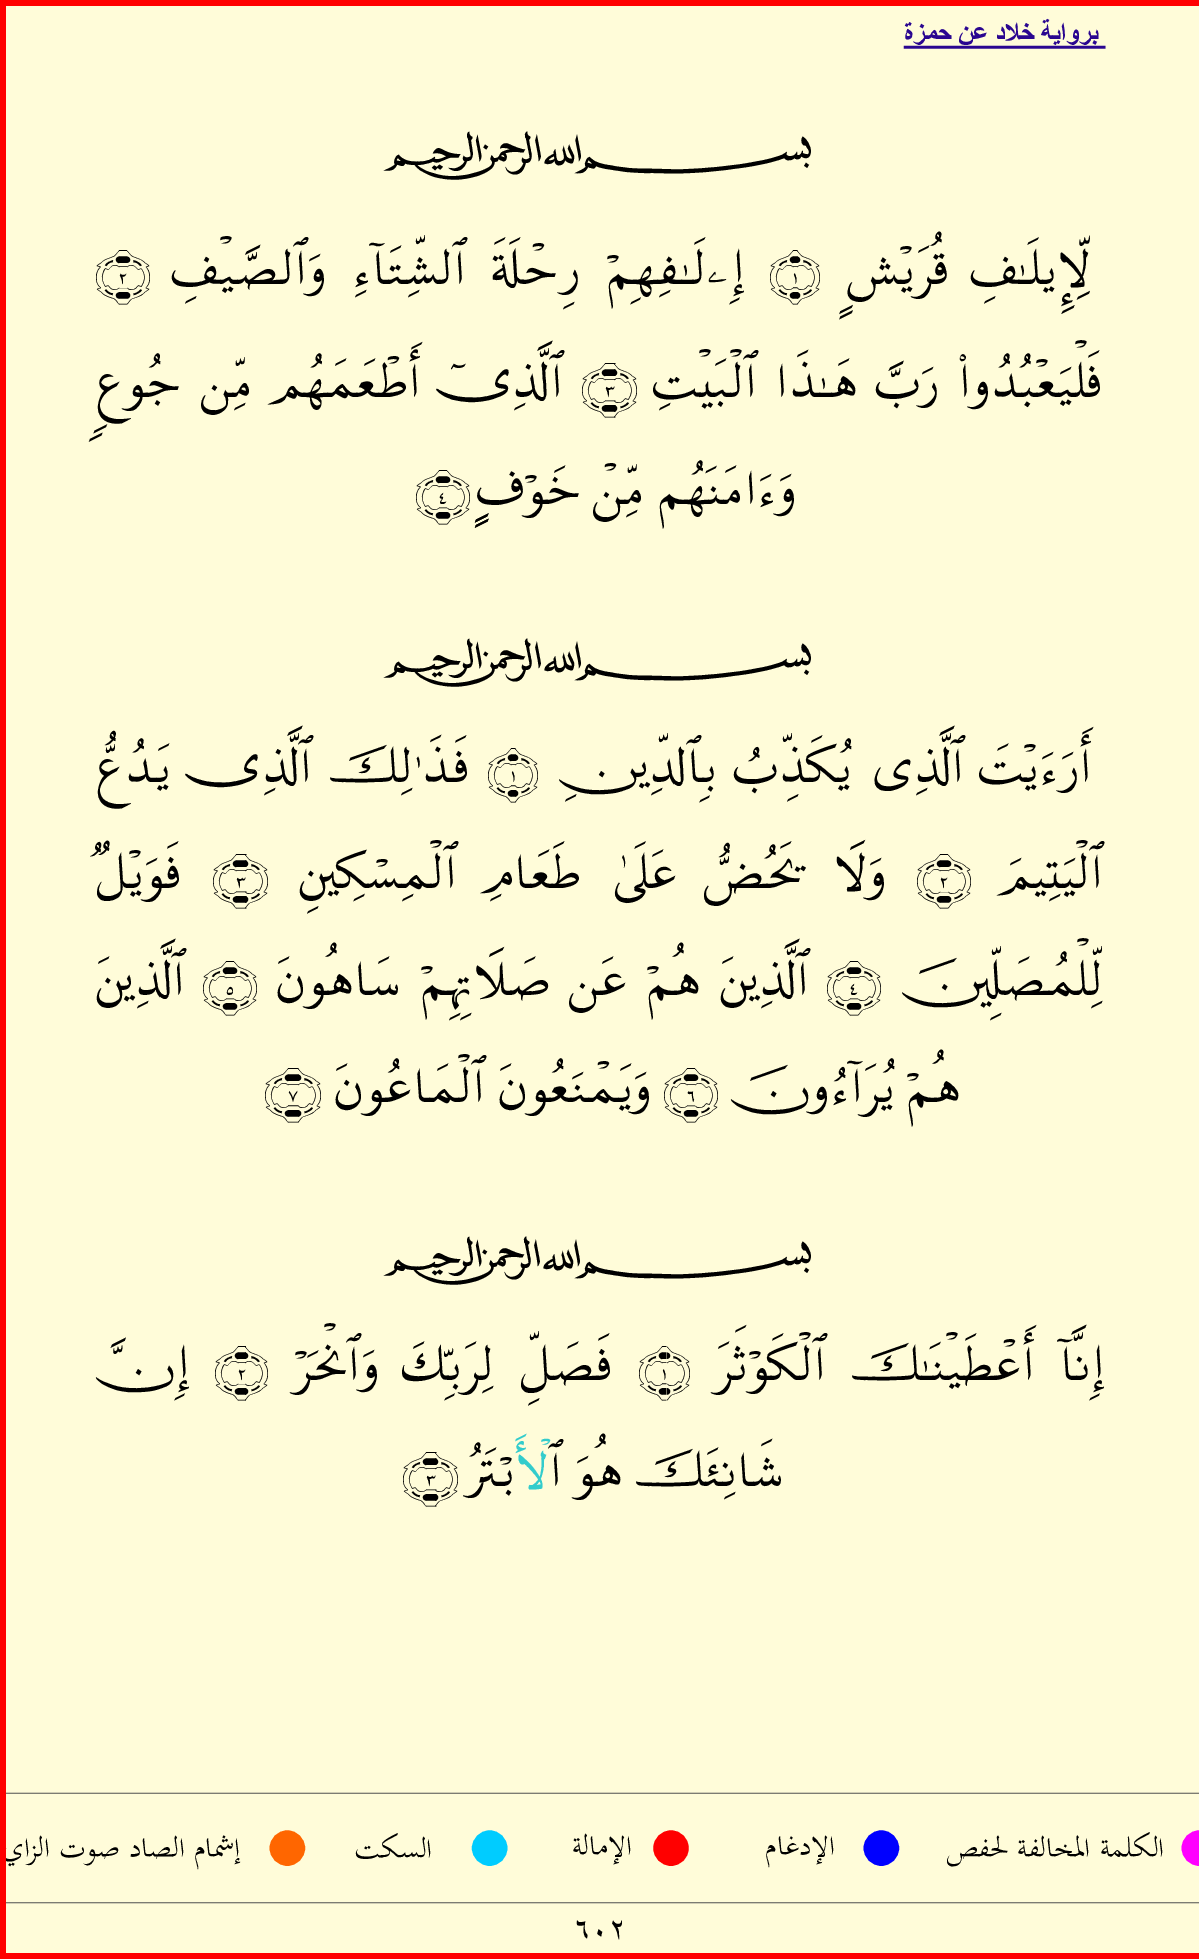 برواية خلاد عن حمزة
بسم الله الرحمن الرحيم
لِّإِيلَـٰفِ قُرَيْشٍ ١ إِۦلَـٰفِهِمْ رِحْلَةَ ٱلشِّتَآءِ وَٱلصَّيْفِ ٢
فَلْيَعْبُدُوا۟ رَبَّ هَـٰذَا ٱلْبَيْتِ ٣ ٱلَّذِىٓ أَطْعَمَهُم مِّن جُوعٍ
وَءَامَنَهُم مِّنْ خَوْفٍ ٤
بسم الله الرحمن الرحيم
أَرَءَيْتَ ٱلَّذِى يُكَذِّبُ بِٱلدِّينِ ١ فَذَٰلِكَ ٱلَّذِى يَدُعُّ
ٱلْيَتِيمَ ٢ وَلَا يَحُضُّ عَلَىٰ طَعَامِ ٱلْمِسْكِينِ ٣ فَوَيْلٌ
لِّلْمُصَلِّينَ ٤ ٱلَّذِينَ هُمْ عَن صَلَاتِهِمْ سَاهُونَ ٥ ٱلَّذِينَ
هُمْ يُرَآءُونَ ٦ وَيَمْنَعُونَ ٱلْمَاعُونَ ٧
بسم الله الرحمن الرحيم
إِنَّآ أَعْطَيْنَـٰكَ ٱلْكَوْثَرَ ١ فَصَلِّ لِرَبِّكَ وَٱنْحَرْ ٢ إِنَّ
شَانِئَكَ هُوَ ٱلْأَبْتَرُ ٣
الكلمة المخالفة لحفص الإدغام الإمالة السكت إشمام الصاد صوت الزاي
٦٠٢